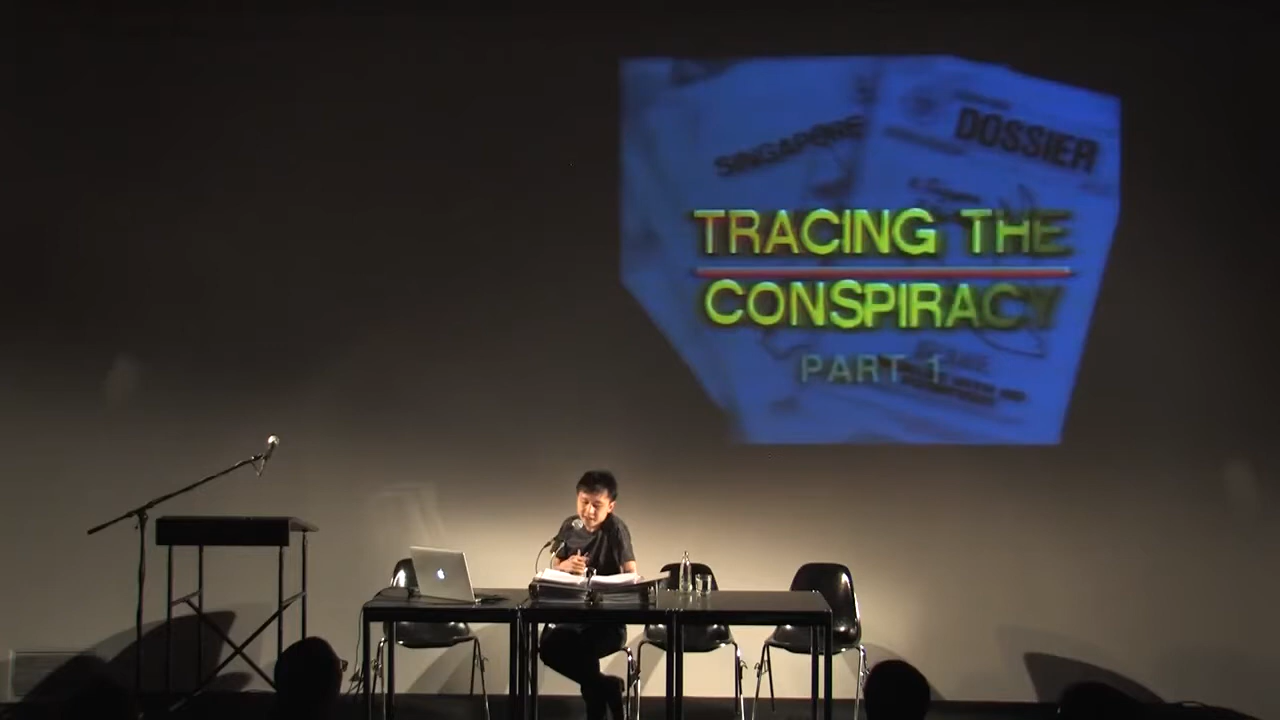 SINGAPORE
DOSSIER
TRACING THE
CONSPIRACY
PART 1